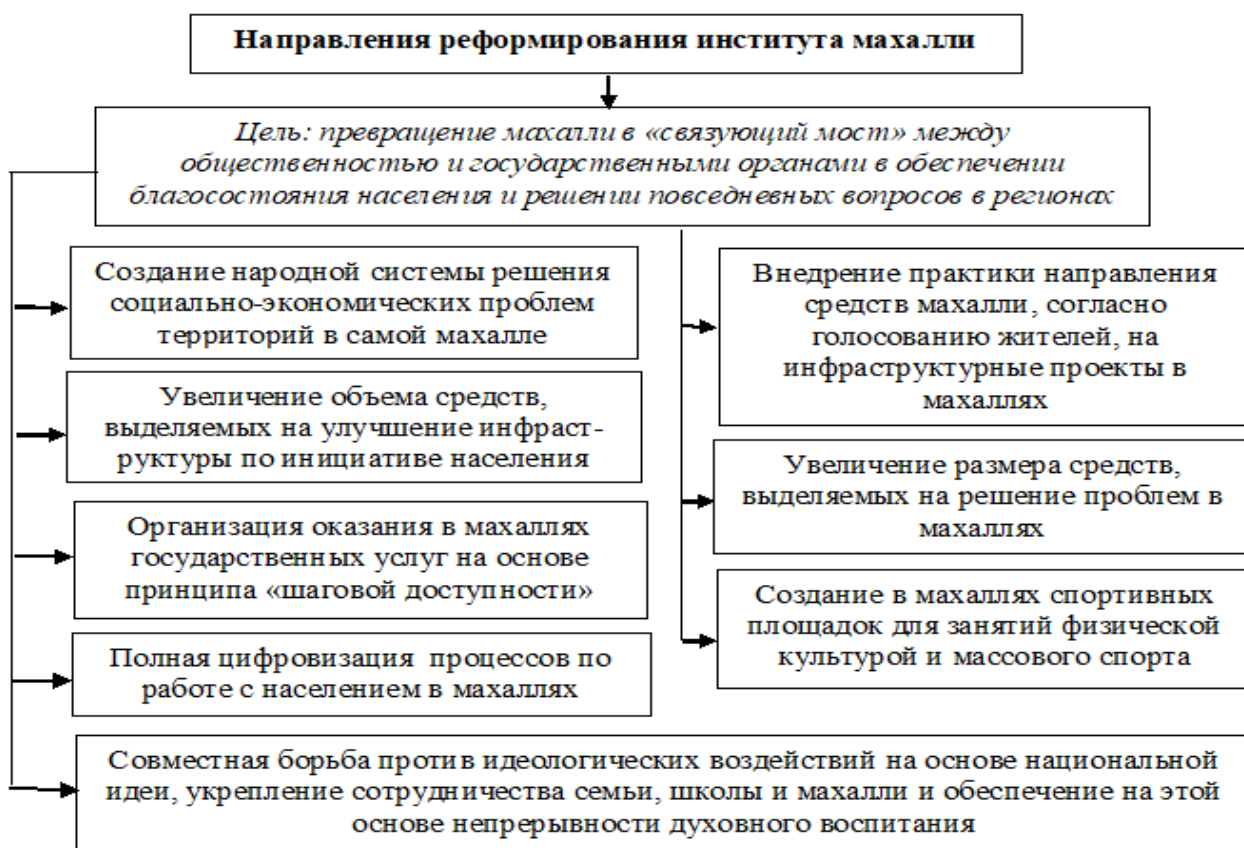 Направления реформирования института махалли
Цель: превращение махалли в «связующий мост» между
общественностью и государственными органами в обеспечении
благосостояния населения и решении повседневных вопросов в регионах
Создание народной системы решения
социально-экономических проблем
территорий в самой махалле
Увеличение объема средств,
выделяемых на улучшение инфраст-
руктуры по инициативе населения
Организация оказания в махаллях
государственных услуг на основе
принципа «шаговой доступности»
Полная цифровизация процессов по
работе с населением в махаллях
Внедрение практики направления
средств махалли, согласно
голосованию жителей, на
инфраструктурные проекты в
махаллях
Увеличение размера средств,
выделяемых на решение проблем в
махаллях
Создание в махаллях спортивных
площадок для занятий физической
культурой и массового спорта
Совместная борьба против идеологических воздействий на основе национальной
идеи, укрепление сотрудничества семьи, школы и махалли и обеспечение на этой
основе непрерывности духовного воспитания